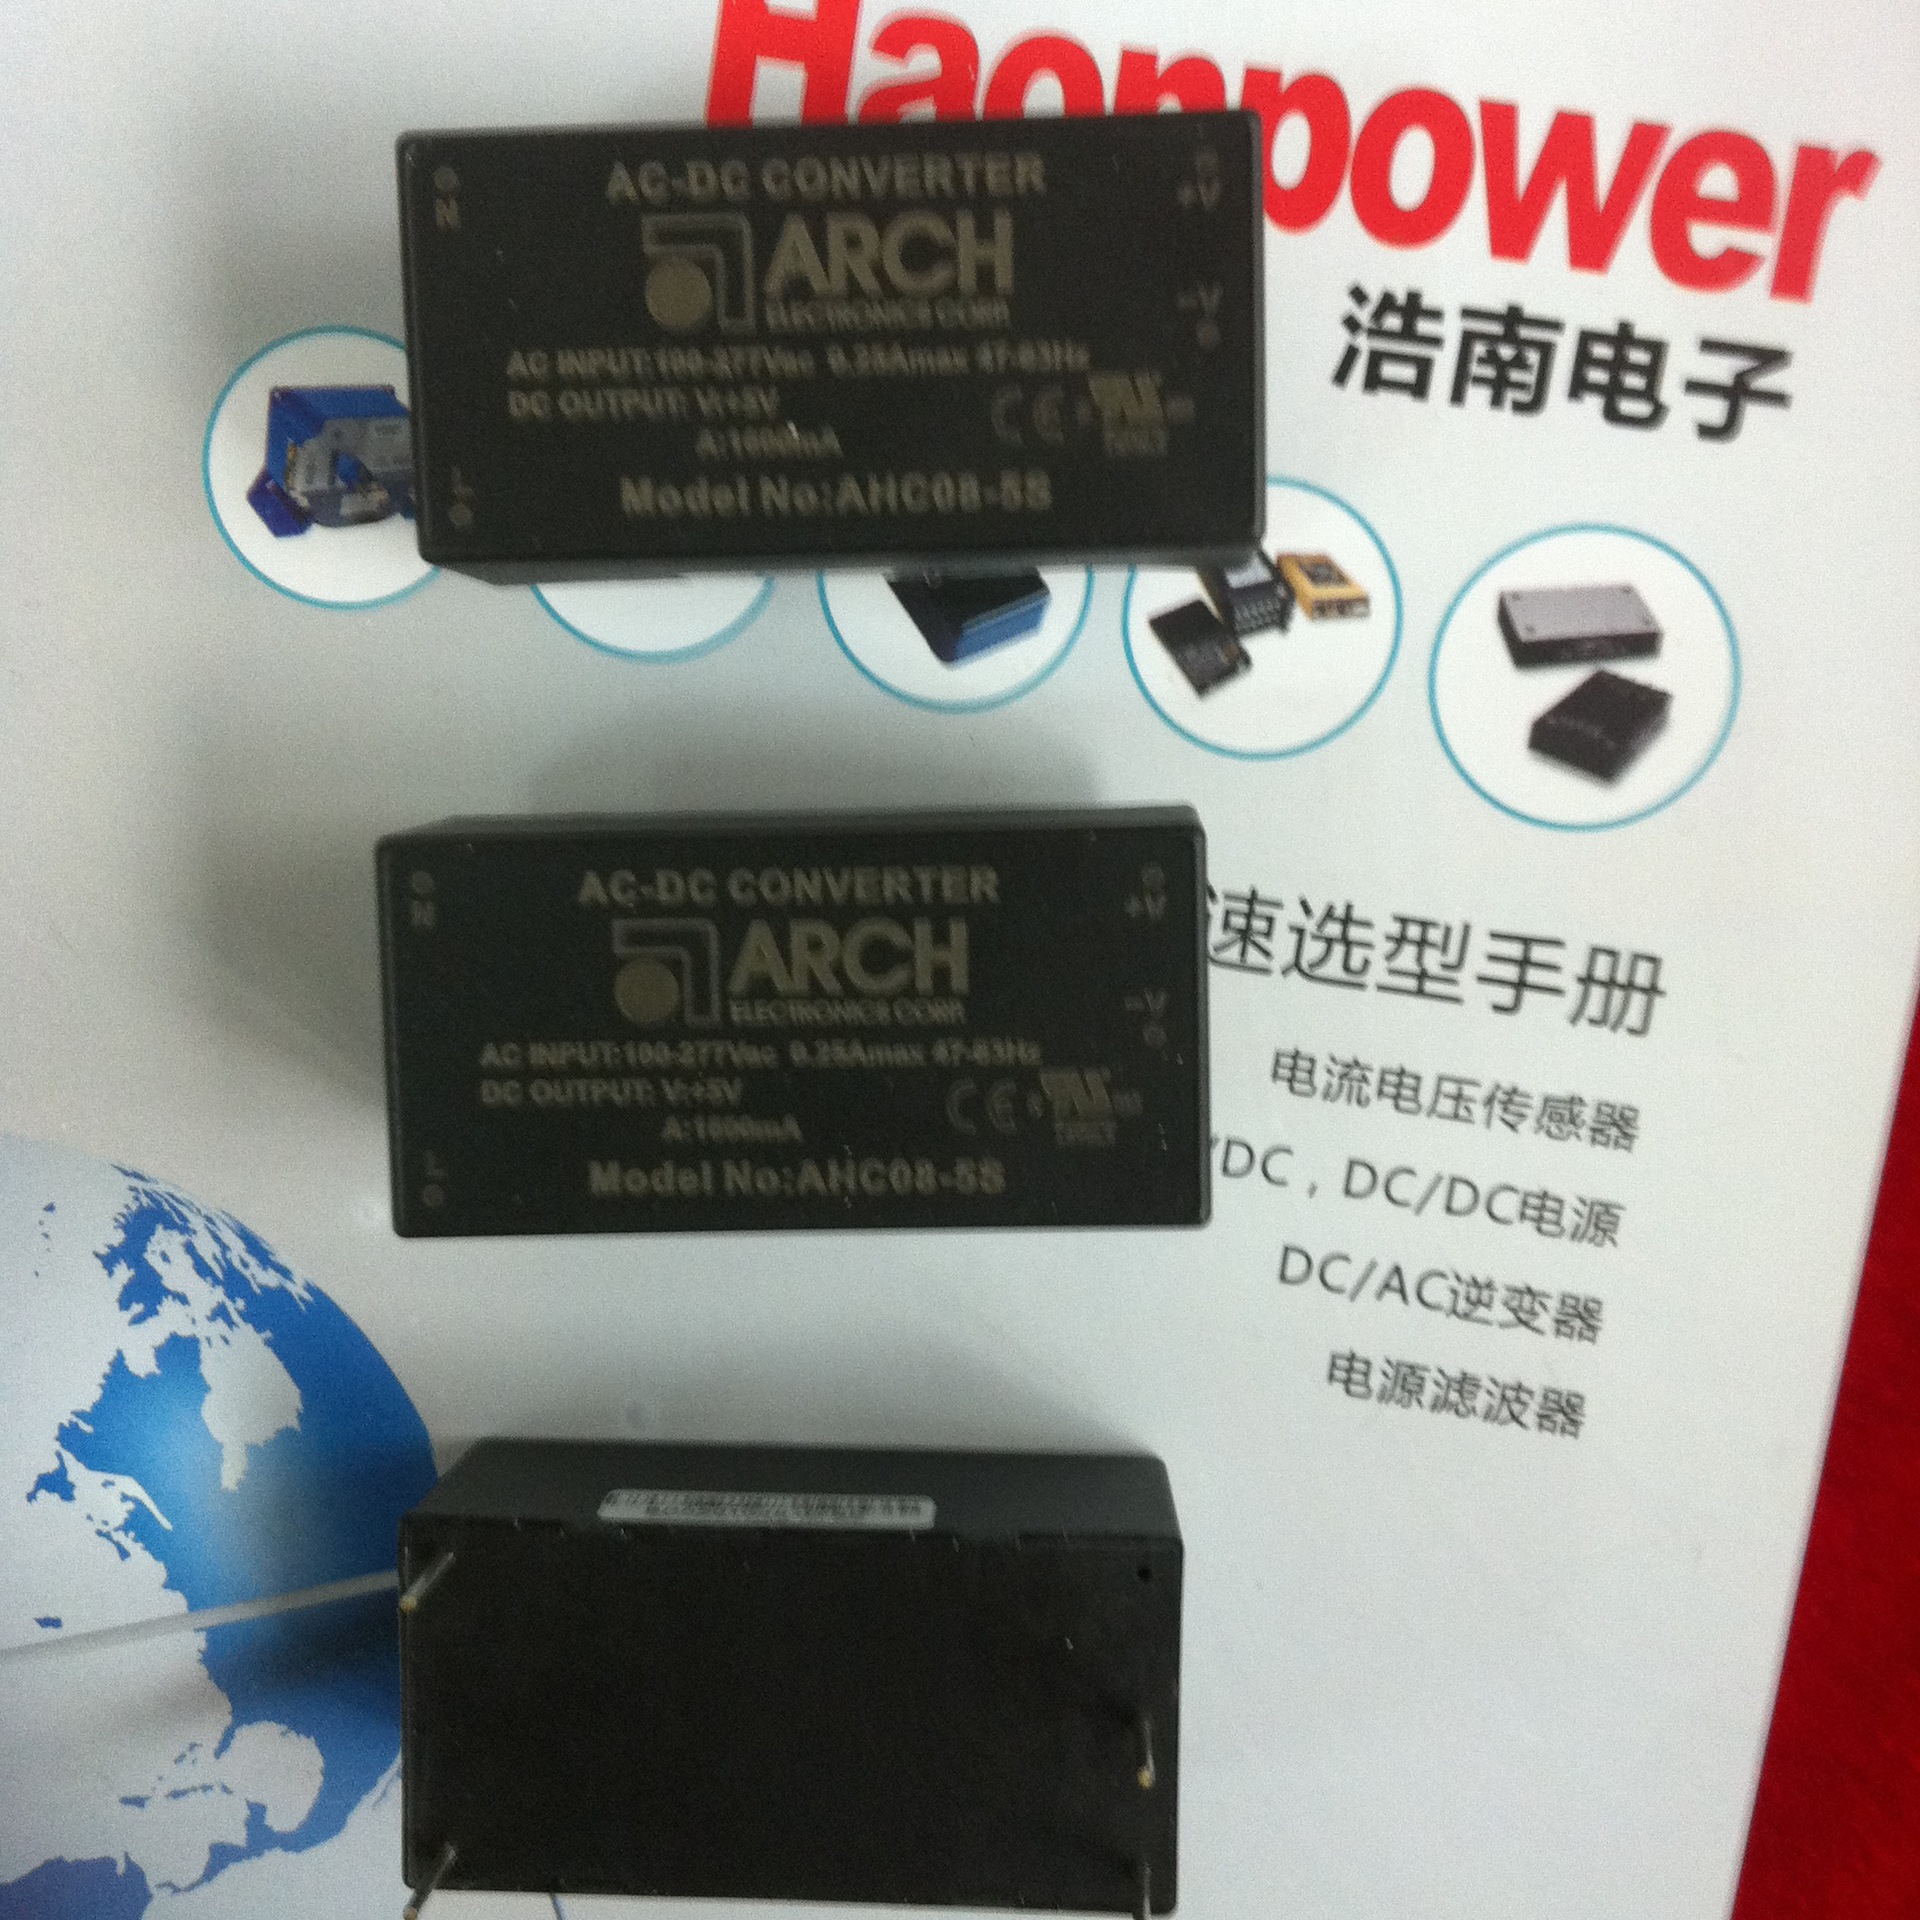 Haonpower
浩南电子
AC-DC CONVERTER
N
+V
ARCH
ELECTRONICS CORP.
-V
AC INPUT:100-277Vac 0.25Amax 47-63Hz
DC OUTPUT: V:+5V
A:1600mA
CE
L
Model No:AHC08-5S
速选型手册
AC-DC CONVERTER
N
+V
ARCH
ELECTRONICS CORP.
-V
AC INPUT:100-277Vac 0.25Amax 47-63Hz
DC OUTPUT: V:+5V
A:1600mA
CE
L
Model No:AHC08-5S
电流电压传感器
/DC，DC/DC电源
DC/AC逆变器
电源滤波器